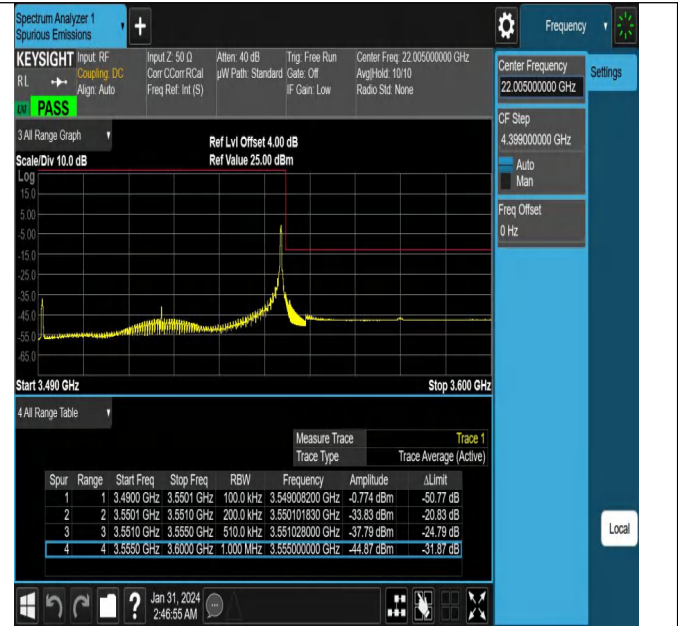 Spectrum Analyzer 1
Spurious Emissions
+
Frequency
KEYSIGHT Input: RF Input Z: 50 Ω Atten: 40 dB Trig: Free Run Center Freq: 22.005000000 GHz
RL Coupling: DC Corr CCorr RCal µW Path: Standard Gate: Off Avg|Hold: 10/10
Align: Auto Freq Ref: Int (S) IF Gain: Low Radio Std: None
LXI PASS
Center Frequency
22.005000000 GHz
Settings
CF Step
4.399000000 GHz
Auto
Man
Freq Offset
0 Hz
3 All Range Graph
Ref Lvl Offset 4.00 dB
Scale/Div 10.0 dB Ref Value 25.00 dBm
Log
15.0
5.00
-5.00
-15.0
-25.0
-35.0
-45.0
-55.0
-65.0
Start 3.490 GHz Stop 3.600 GHz
4 All Range Table
Measure Trace Trace 1
Trace Type Trace Average (Active)
Spur Range Start Freq Stop Freq RBW Frequency Amplitude ΔLimit
1 1 3.4900 GHz 3.5501 GHz 100.0 kHz 3.549008200 GHz -0.774 dBm -50.77 dB
2 2 3.5501 GHz 3.5510 GHz 200.0 kHz 3.550101830 GHz -33.83 dBm -20.83 dB
3 3 3.5510 GHz 3.5550 GHz 510.0 kHz 3.551028000 GHz -37.79 dBm -24.79 dB
4 4 3.5550 GHz 3.6000 GHz 1.000 MHz 3.555000000 GHz -44.87 dBm -31.87 dB
Local
? Jan 31, 2024
2:46:55 AM